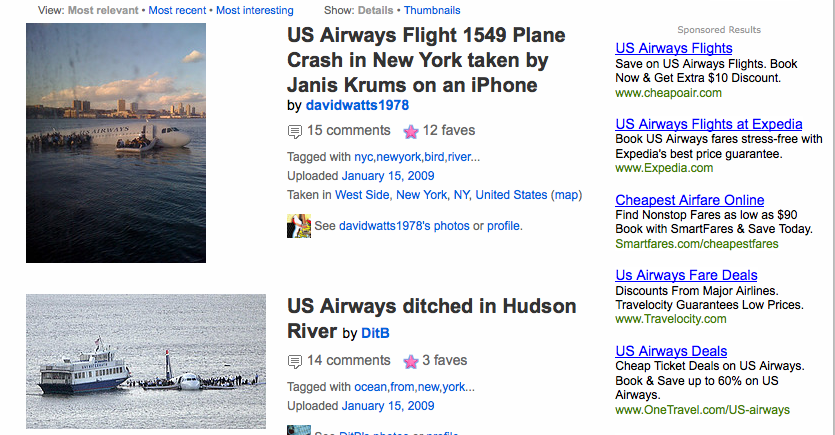 View: Most relevant • Most recent • Most interesting Show: Details • Thumbnails
US Airways Flight 1549 Plane
Crash in New York taken by
Janis Krums on an iPhone
by davidwatts1978
15 comments 12 faves
Tagged with nyc,newyork,bird,river...
Uploaded January 15, 2009
Taken in West Side, New York, NY, United States (map)
See davidwatts1978's photos or profile.
US AIRWAYS
US Airways ditched in Hudson
River by DitB
14 comments 3 faves
Tagged with ocean,from,new,york...
Uploaded January 15, 2009
See DitB's photos or profile.
Sponsored Results
US Airways Flights
Save on US Airways Flights. Book
Now & Get Extra $10 Discount.
www.cheapoair.com
US Airways Flights at Expedia
Book US Airways fares stress-free with
Expedia's best price guarantee.
www.Expedia.com
Cheapest Airfare Online
Find Nonstop Fares as low as $90
Book with SmartFares & Save Today.
Smartfares.com/cheapestfares
Us Airways Fare Deals
Discounts From Major Airlines.
Travelocity Guarantees Low Prices.
www.Travelocity.com
US Airways Deals
Cheap Ticket Deals on US Airways.
Book & Save up to 60% on US
Airways.
www.OneTravel.com/US-airways